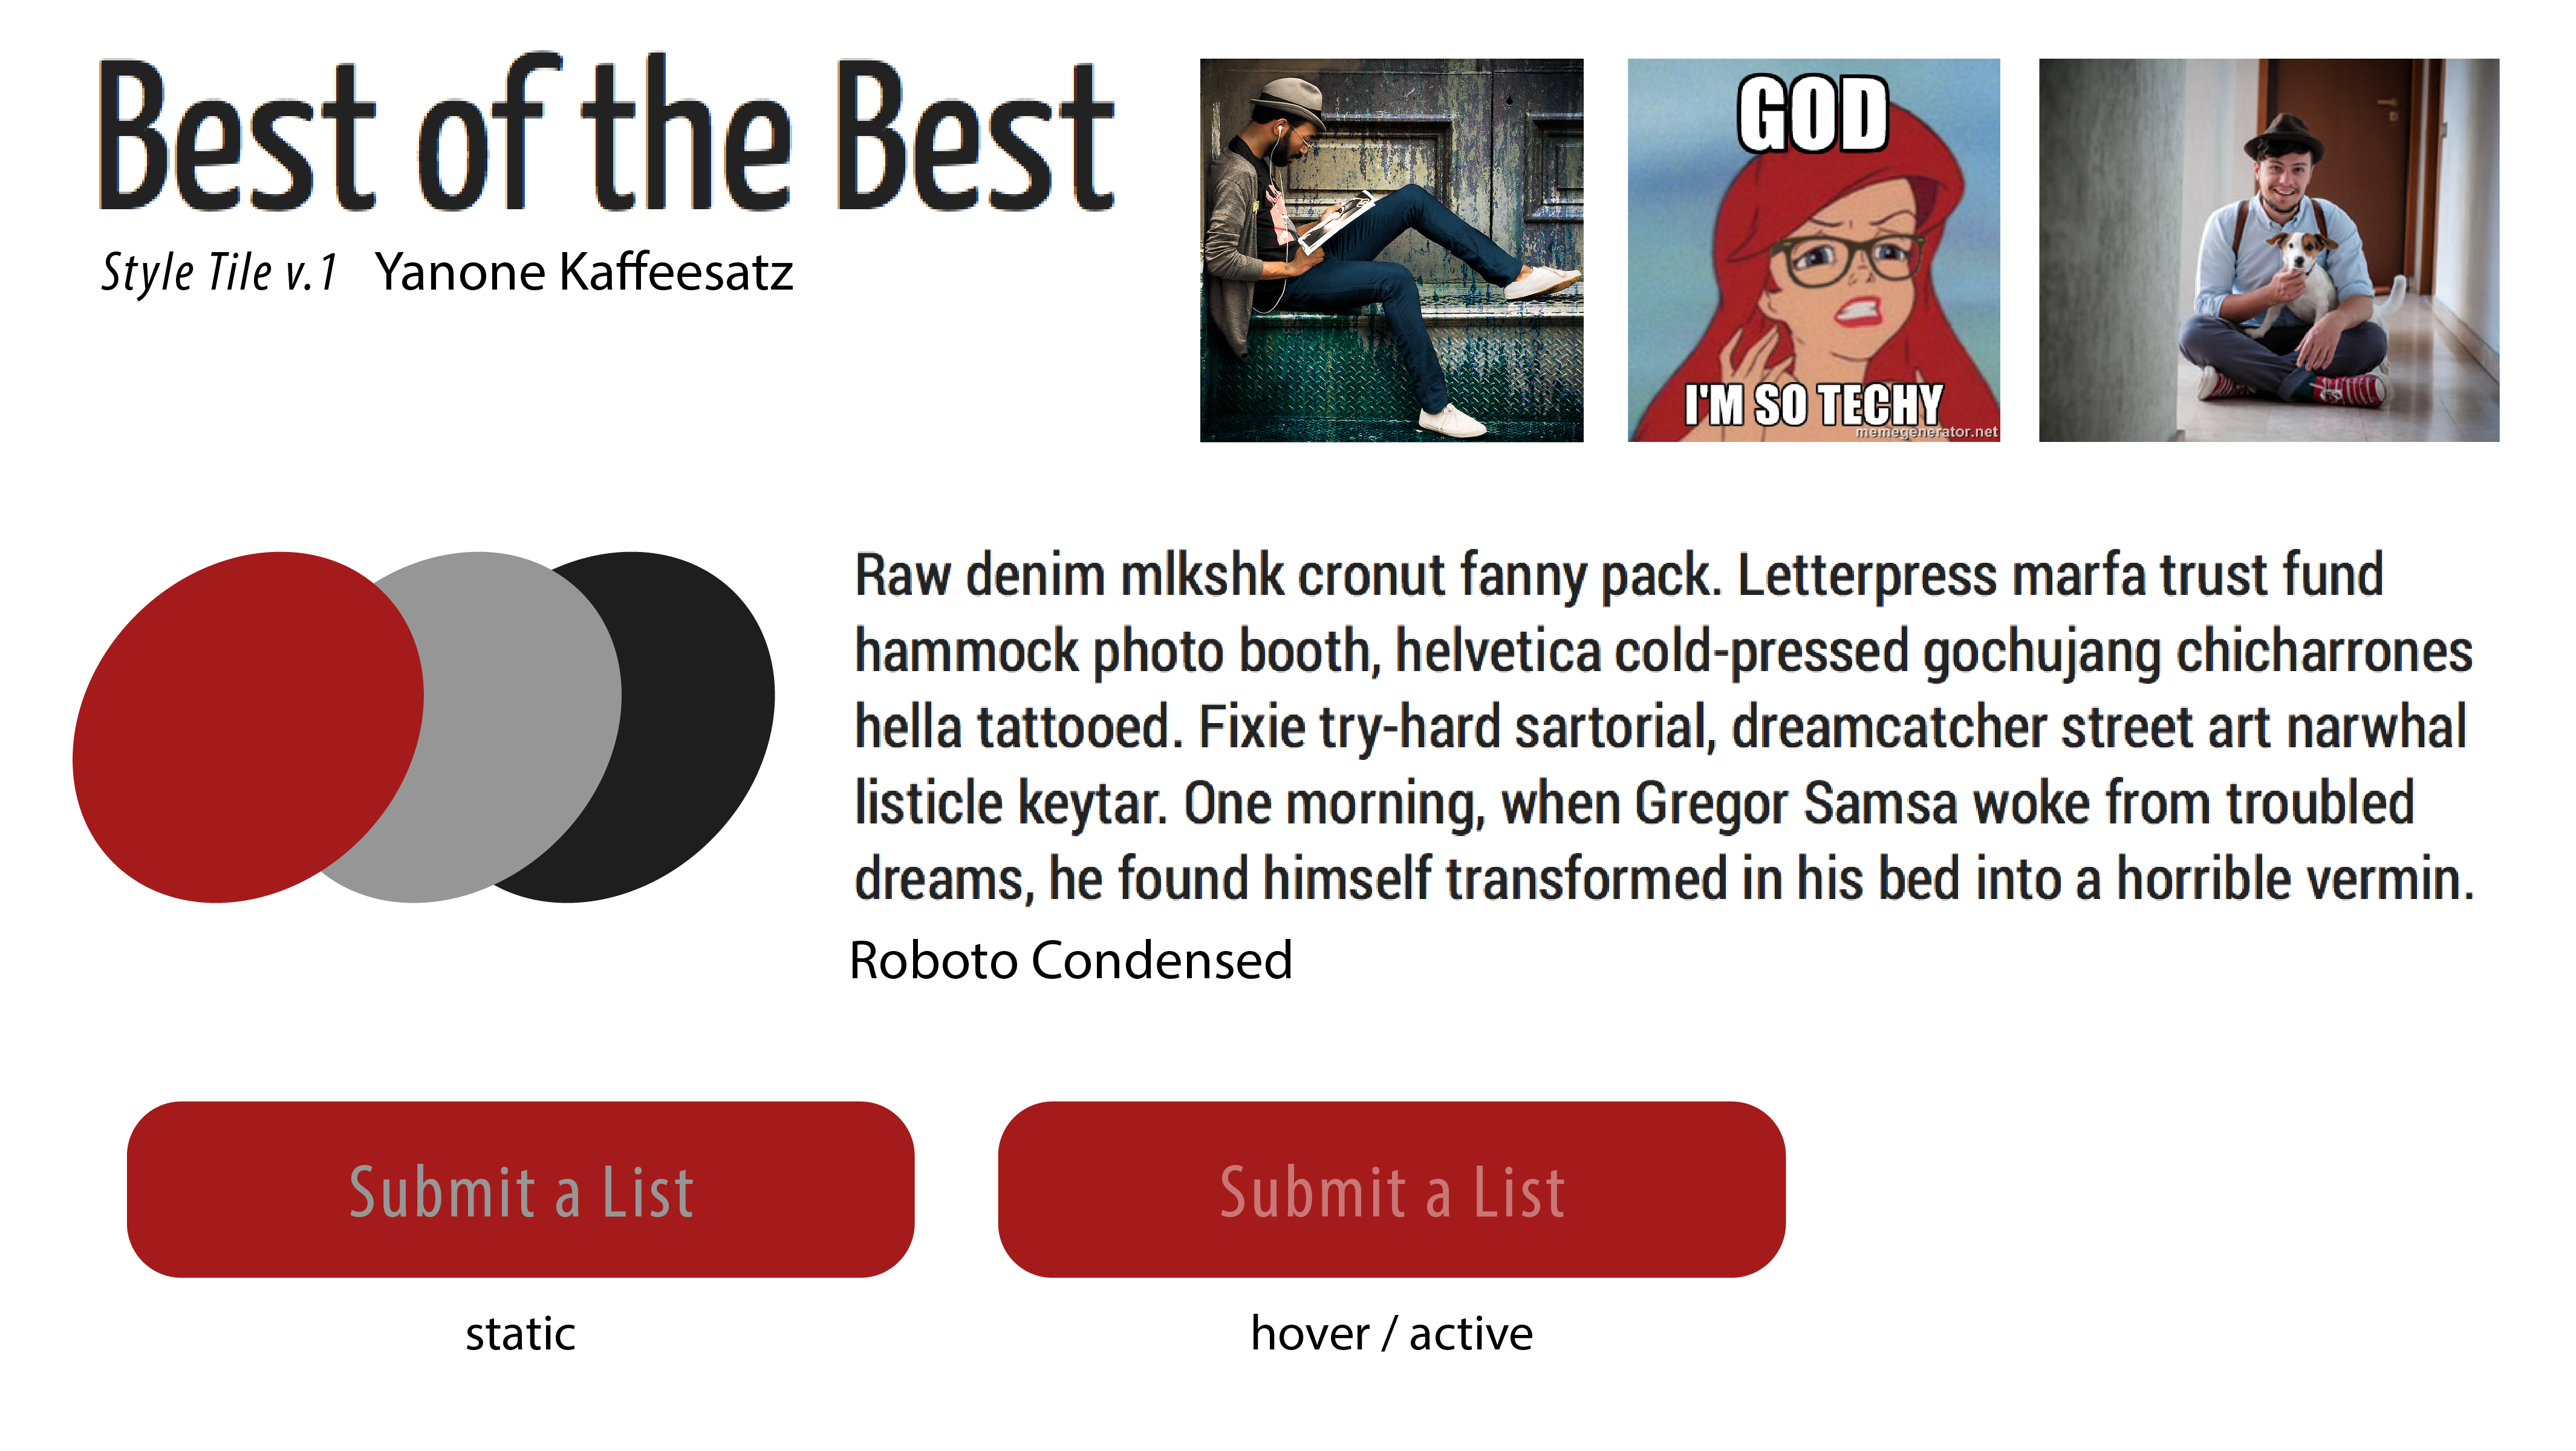 Best of the Best
Style Tile v.1 Yanone Kaffeesatz
GOD
I'M SO TECHY
memegenerator.net
Raw denim mlkshk cronut fanny pack. Letterpress marfa trust fund
hammock photo booth, helvetica cold-pressed gochujang chicharrones
hella tattooed. Fixie try-hard sartorial, dreamcatcher street art narwhal
listicle keytar. One morning, when Gregor Samsa woke from troubled
dreams, he found himself transformed in his bed into a horrible vermin.
Roboto Condensed
Submit a List
Submit a List
static
hover / active